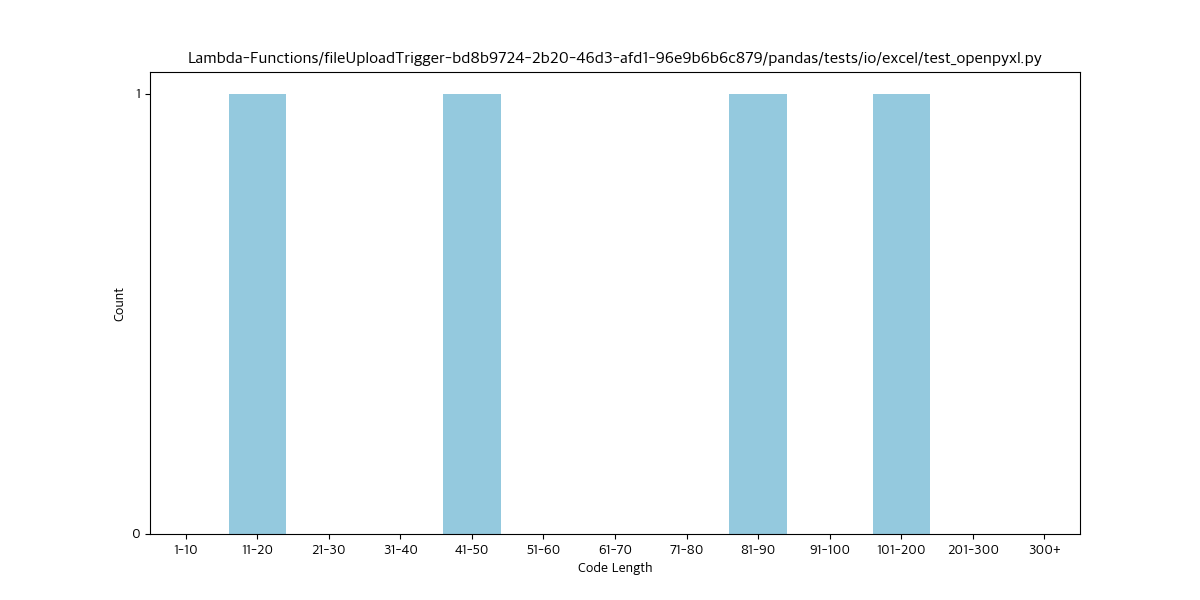 Lambda-Functions/fileUploadTrigger-bd8b9724-2b20-46d3-afd1-96e9b6b6c879/pandas/tests/io/excel/test_openpyxl.py
1
Count
0
1-10 11-20 21-30 31-40 41-50 51-60 61-70 71-80 81-90 91-100 101-200 201-300 300+
Code Length